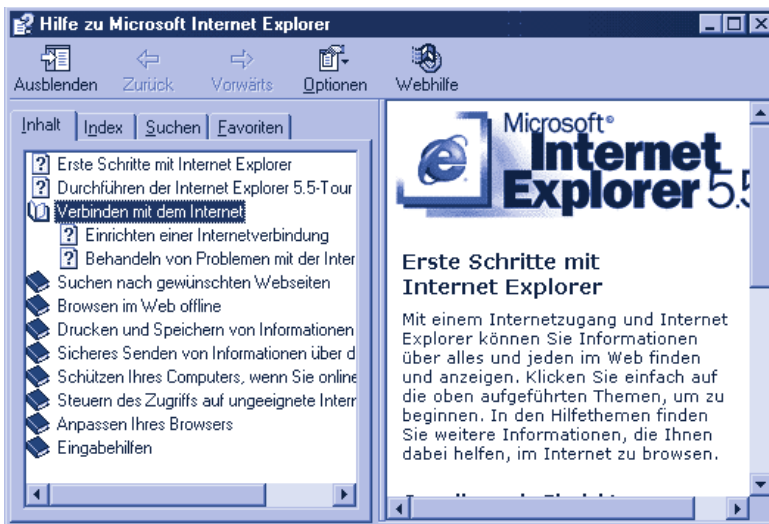 Hilfe zu Microsoft Internet Explorer
Ausblenden Zurück Vorwärts Optionen Webhilfe
Inhalt Index Suchen Favoriten
Erste Schritte mit Internet Explorer
Durchführen der Internet Explorer 5.5-Tour
Verbinden mit dem Internet
Einrichten einer Internetverbindung
Behandeln von Problemen mit der Inter
Suchen nach gewünschten Webseiten
Browsen im Web offline
Drucken und Speichern von Informationen
Sicheres Senden von Informationen über d
Schützen Ihres Computers, wenn Sie online
Steuern des Zugriffs auf ungeeignete Intern
Anpassen Ihres Browsers
Eingabehilfen
Microsoft®
Internet
Explorer 5.5
Erste Schritte mit
Internet Explorer
Mit einem Internetzugang und Internet
Explorer können Sie Informationen
über alles und jeden im Web finden
und anzeigen. Klicken Sie einfach auf
die oben aufgeführten Themen, um zu
beginnen. In den Hilfethemen finden
Sie weitere Informationen, die Ihnen
dabei helfen, im Internet zu browsen.